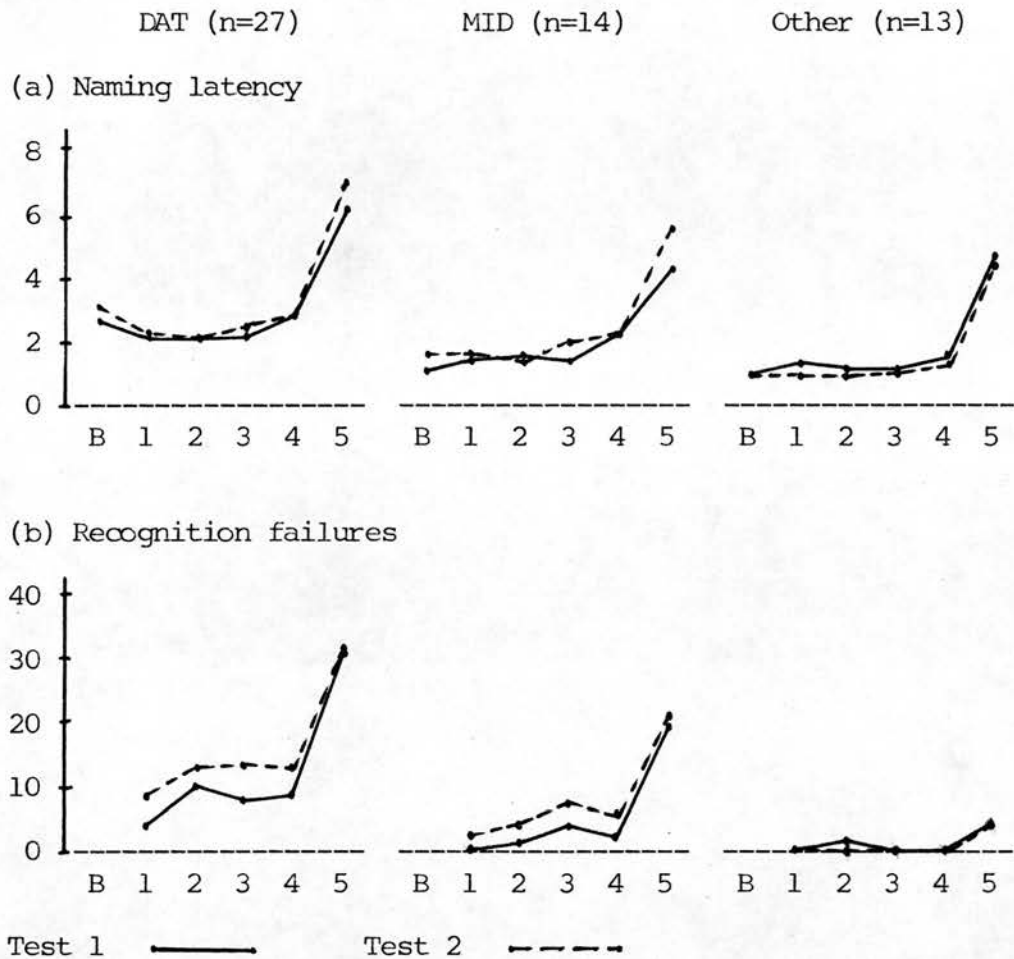 DAT (n=27) MID (n=14) Other (n=13)
(a) Naming latency
8
6
4
2
0
B 1 2 3 4 5 B 1 2 3 4 5 B 1 2 3 4 5
(b) Recognition failures
40
30
20
10
0
B 1 2 3 4 5 B 1 2 3 4 5 B 1 2 3 4 5
Test 1 Test 2